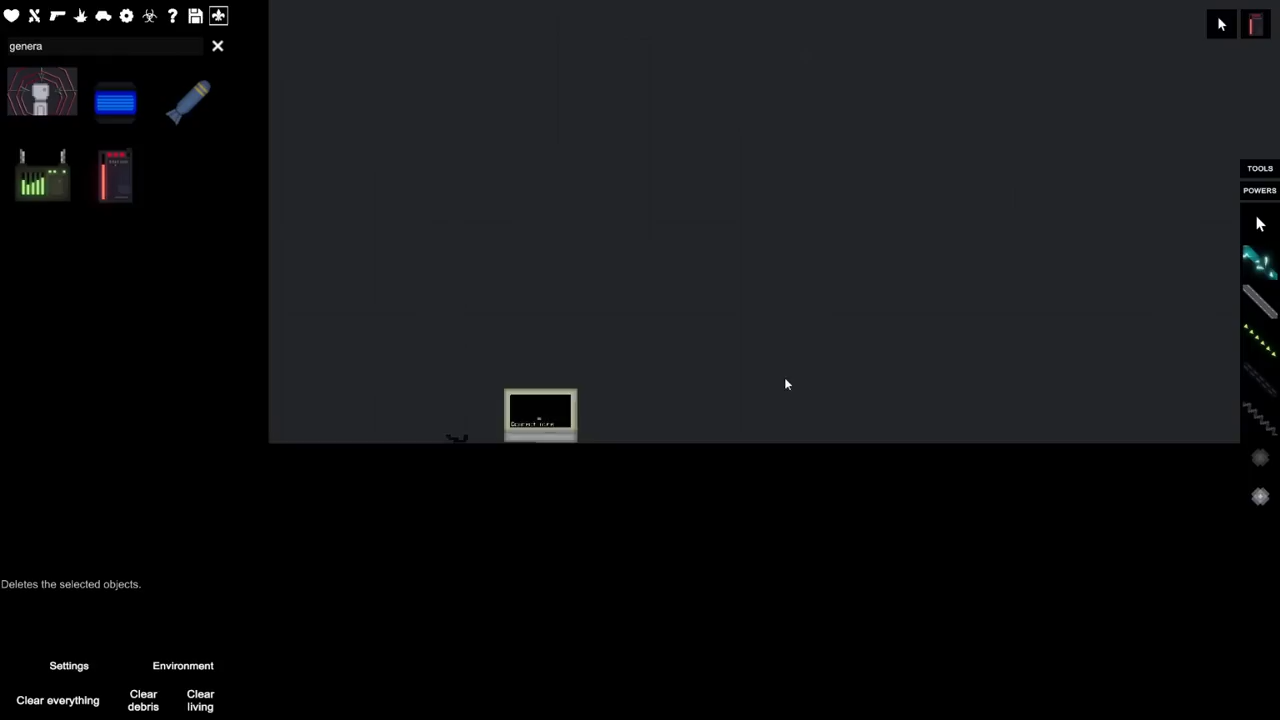 genera
TOOLS
POWERS
Deletes the selected objects.
Settings
Environment
Clear everything
Clear debris
Clear living